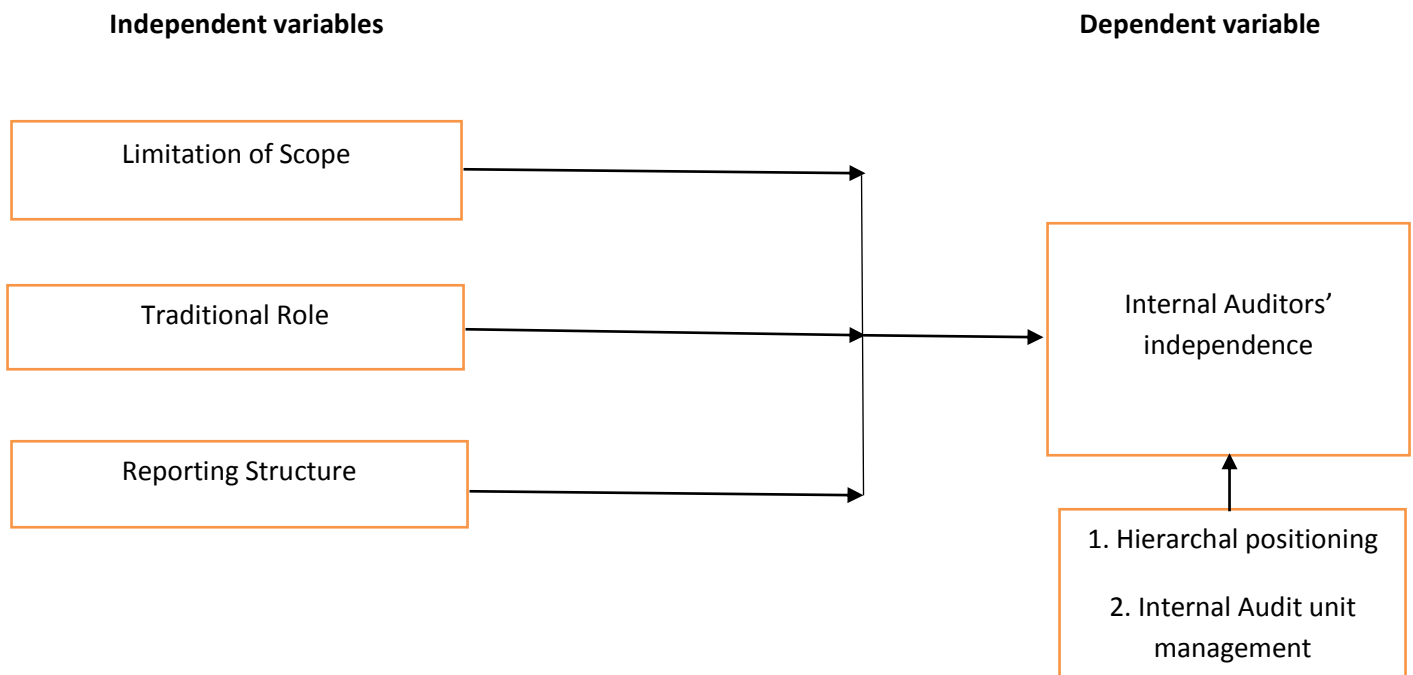 Independent variables
Dependent variable
Limitation of Scope
Traditional Role
Reporting Structure
Internal Auditors’
independence
1. Hierarchal positioning
2. Internal Audit unit
management